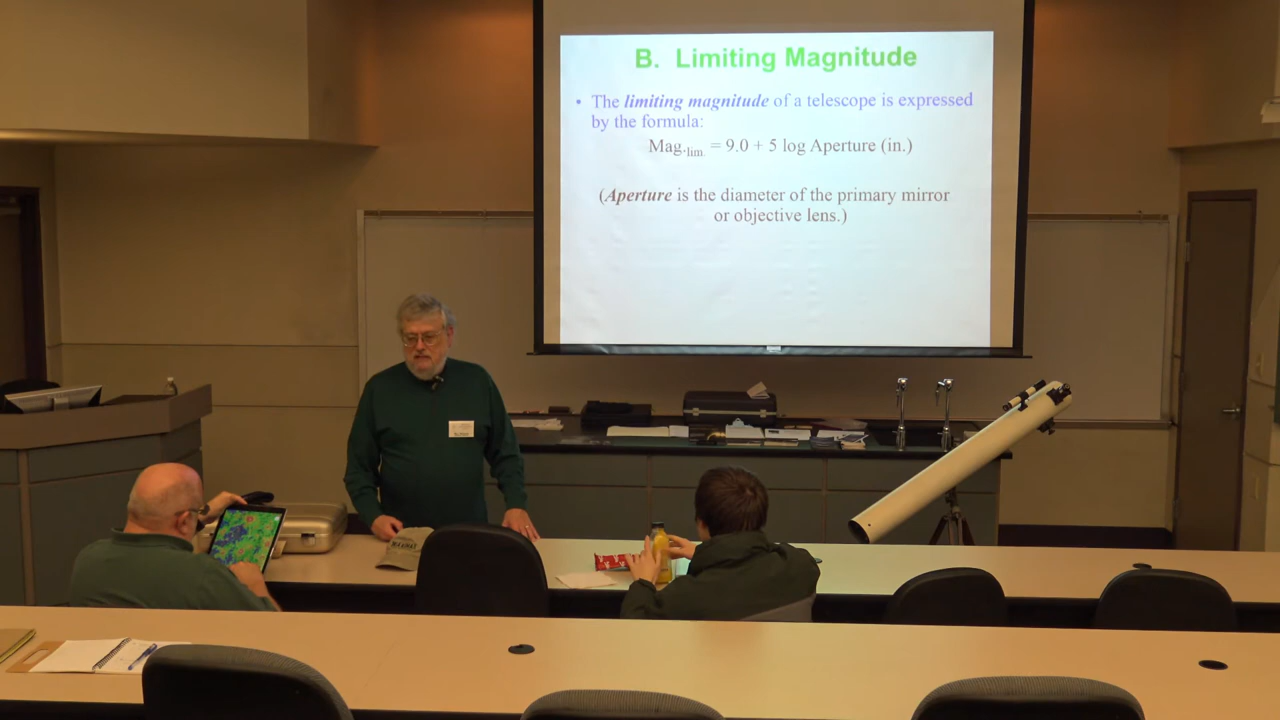 B. Limiting Magnitude
• The limiting magnitude of a telescope is expressed
by the formula:
Mag.lim. = 9.0 + 5 log Aperture (in.)
(Aperture is the diameter of the primary mirror
or objective lens.)